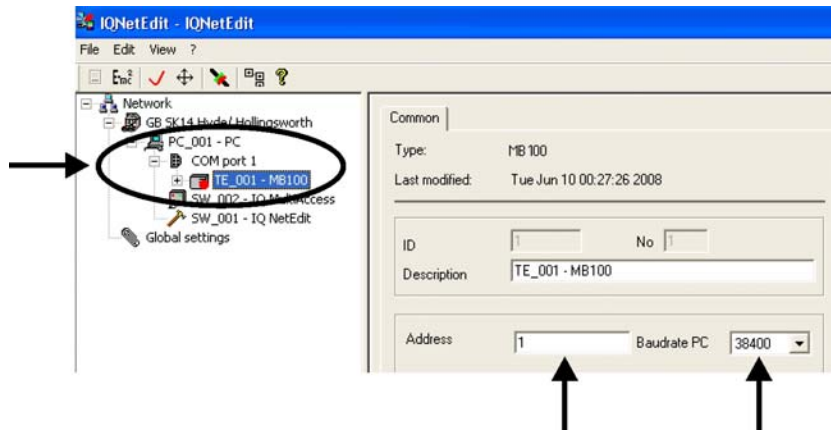 IQNetEdit - IQNetEdit
File Edit View ?
Network
GB SK14 Hyde/ Hollingsworth
PC_001 - PC
COM port 1
TE_001 - MB100
SW_002 - IQ MultiAccess
SW_001 - IQ NetEdit
Global settings
Common
Type: MB100
Last modified: Tue Jun 10 00:27:26 2008
ID 1 No 1
Description TE_001 - MB100
Address 1 Baudrate PC 38400